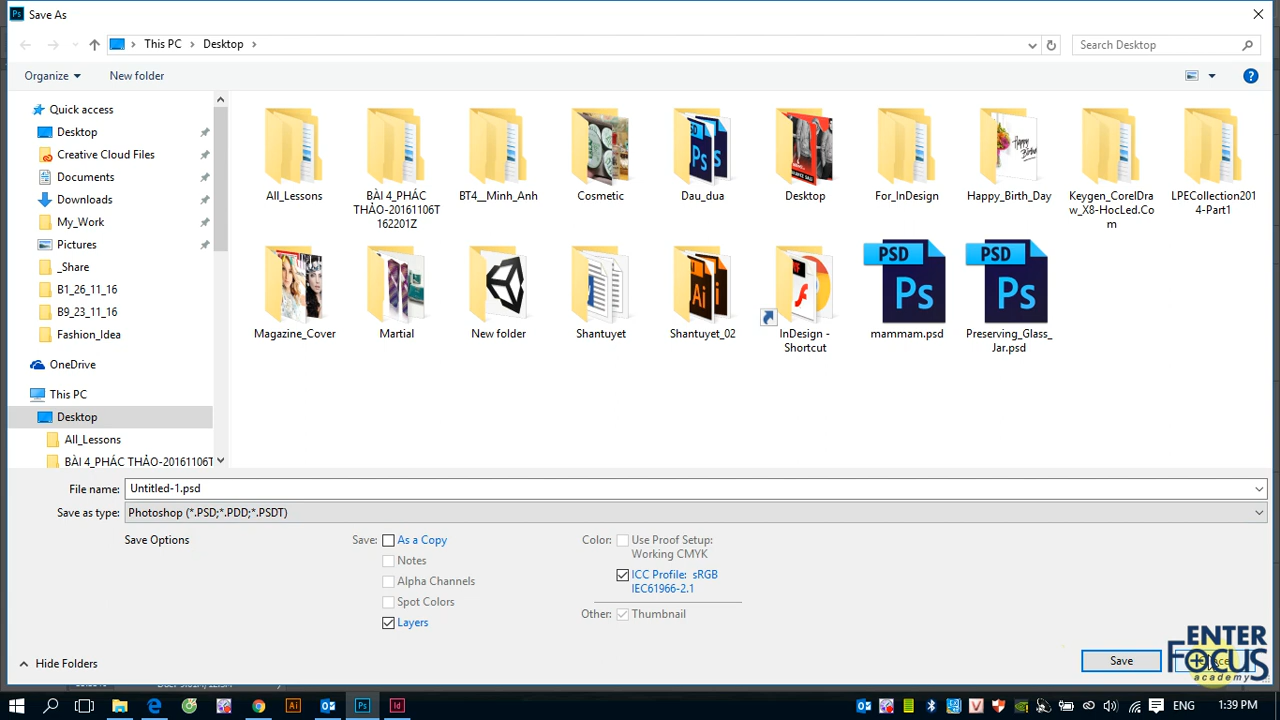 Save As
This PC
Desktop
Search Desktop
Organize
New folder
Quick access
Desktop
Creative Cloud Files
Documents
Downloads
My_Work
Pictures
_Share
B1_26_11_16
B9_23_11_16
Fashion_Idea
OneDrive
This PC
Desktop
All_Lessons
BÀI 4_PHÁC THẢO-20161106T
All_Lessons
BÀI 4_PHÁC
THẢO-20161106T
162201Z
BT4__Minh_Anh
Cosmetic
Dau_dua
Desktop
For_InDesign
Happy_Birth_Day
Keygen_CorelDra
w_X8-HocLed.Co
m
LPECollection201
4-Part1
Magazine_Cover
Martial
New folder
Shantuyet
Shantuyet_02
InDesign -
Shortcut
PSD
Ps
mammam.psd
PSD
Ps
Preserving_Glass_
Jar.psd
File name:
Untitled-1.psd
Save as type:
Photoshop (*.PSD;*.PDD;*.PSDT)
Save Options
Save:
As a Copy
Notes
Alpha Channels
Spot Colors
Layers
Color:
Use Proof Setup:
Working CMYK
ICC Profile: sRGB
IEC61966-2.1
Other:
Thumbnail
Hide Folders
Save
ENTER
FOCUS
academy
ENG
1:39 PM